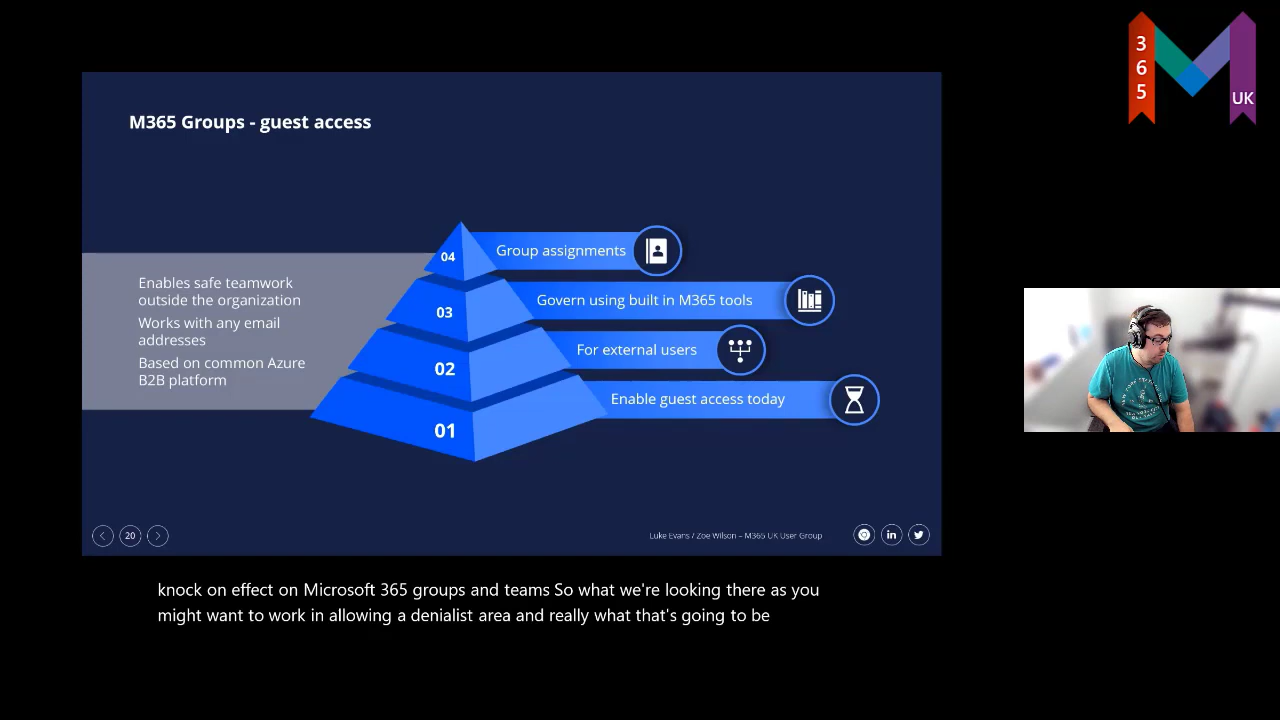 3
6
5
UK
M365 Groups - guest access
04
Group assignments
Enables safe teamwork
outside the organization
Works with any email
addresses
Based on common Azure
B2B platform
03
Govern using built in M365 tools
02
For external users
01
Enable guest access today
20
Luke Evans / Zoe Wilson – M365 UK User Group
in
knock on effect on Microsoft 365 groups and teams So what we're looking there as you
might want to work in allowing a denialist area and really what that's going to be